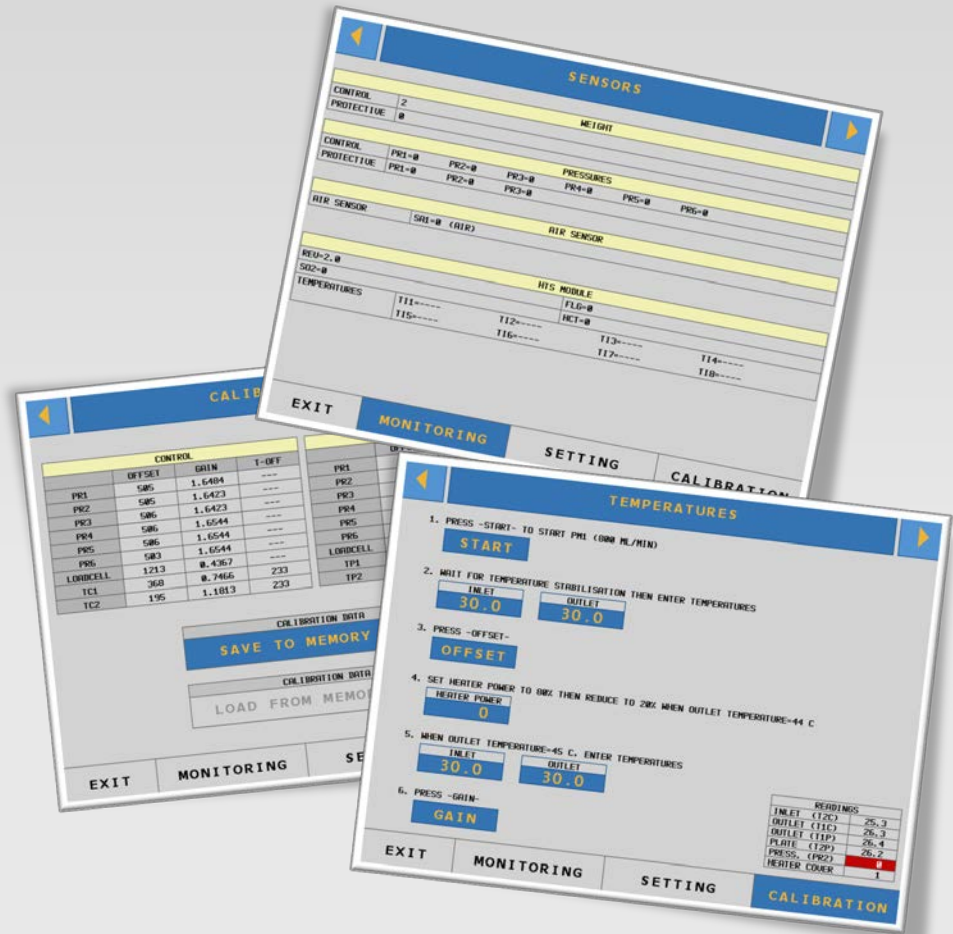 SENSORS
WEIGHT
CONTROL 2
PROTECTIVE 0
PRESSURES
CONTROL PR1=0 PR2=0 PR3=0 PR4=0 PR5=0 PR6=0
PROTECTIVE PR1=0 PR2=0 PR3=0
AIR SENSOR
AIR SENSOR SA1=0 (AIR)
HTS MODULE
REV=2.0 FLG=0
SO2=0 HCT=0
TEMPERATURES TI1=---- TI2=---- TI3=---- TI4=----
TI5=---- TI6=---- TI7=---- TI8=----
EXIT MONITORING SETTING CALIBRATION
CONTROL
OFFSET GAIN T-OFF
PR1 505 1.6484 ---
PR2 505 1.6423 ---
PR3 506 1.6423 ---
PR4 506 1.6544 ---
PR5 506 1.6544 ---
PR6 503 1.6544 ---
LOADCELL 1213 0.4367 ---
TC1 368 0.7466 233
TC2 195 1.1813 233
PR1
PR2
PR3
PR4
PR5
PR6
LOADCELL
TP1
TP2
CALIBRATION DATA
SAVE TO MEMORY
CALIBRATION DATA
LOAD FROM
EXIT MONITORING
TEMPERATURES
1. PRESS -START- TO START PM1 (800 ML/MIN)
START
2. WAIT FOR TEMPERATURE STABILISATION THEN ENTER TEMPERATURES
INLET OUTLET
30.0 30.0
3. PRESS -OFFSET-
OFFSET
4. SET HEATER POWER TO 80% THEN REDUCE TO 20% WHEN OUTLET TEMPERATURE=44 C
HEATER POWER
0
5. WHEN OUTLET TEMPERATURE=45 C, ENTER TEMPERATURES
INLET OUTLET
30.0 30.0
6. PRESS -GAIN-
GAIN
READINGS
INLET (T2C) 25.3
OUTLET (T1C) 26.3
OUTLET (T1P) 26.4
PLATE (T2P) 26.2
PRESS. (PR2) 0
HEATER COVER 1
EXIT MONITORING SETTING CALIBRATION